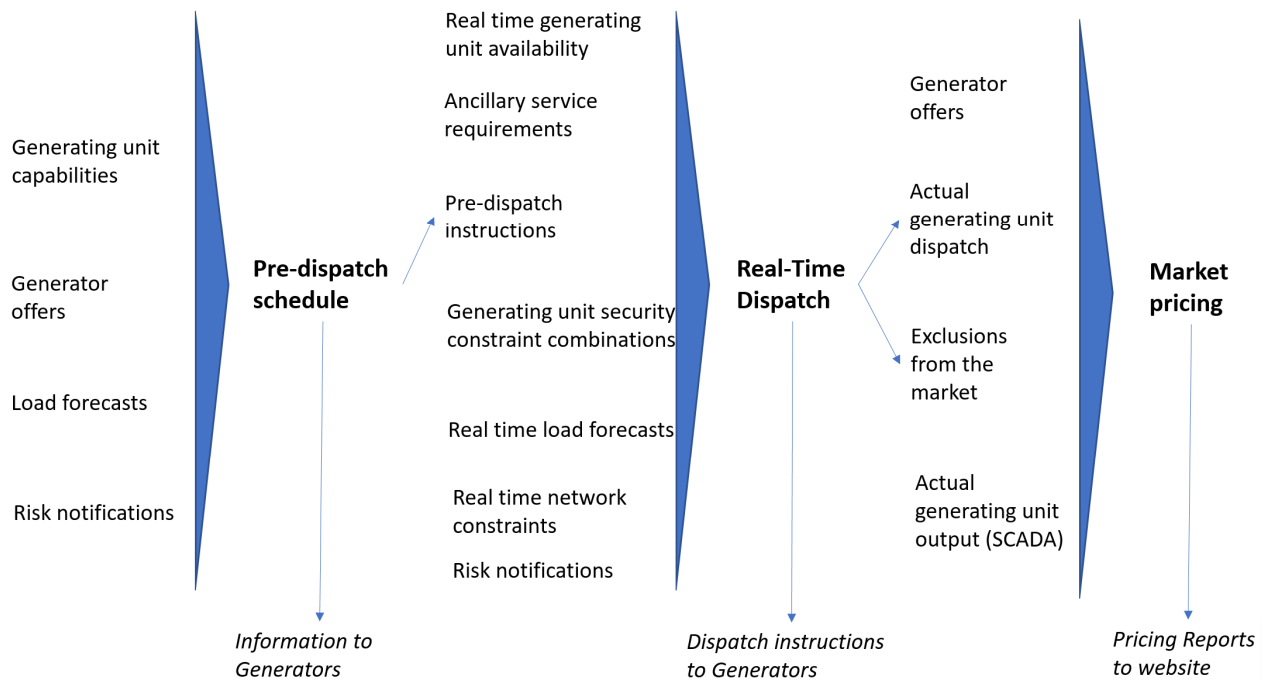 Generating unit
capabilities
Generator
offers
Load forecasts
Risk notifications
Pre-dispatch
schedule
Information to
Generators
Real time generating
unit availability
Ancillary service
requirements
Pre-dispatch
instructions
Generating unit security
constraint combinations
Real time load forecasts
Real time network
constraints
Risk notifications
Real-Time
Dispatch
Dispatch instructions
to Generators
Generator
offers
Actual
generating unit
dispatch
Exclusions
from the
market
Actual
generating unit
output (SCADA)
Market
pricing
Pricing Reports
to website